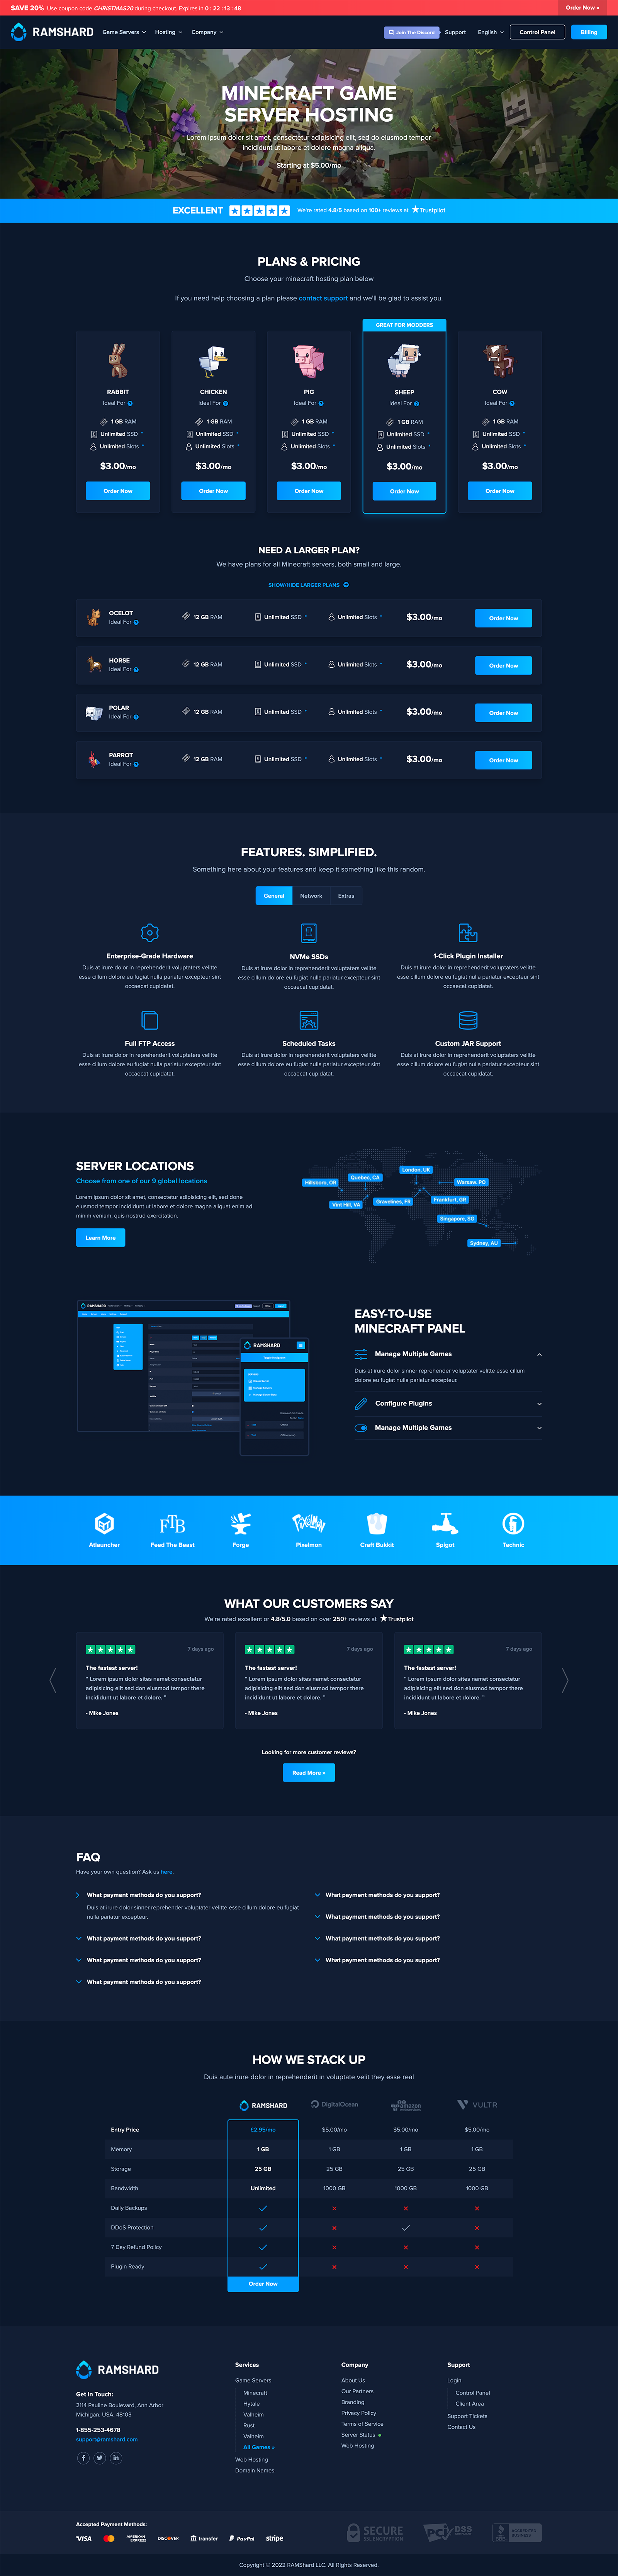 SAVE 20% Use coupon code CHRISTMAS20 during checkout. Expires in 0 : 22 : 13 : 48
Order Now »
RAMSHARD Game Servers Hosting Company Join The Discord Support English Control Panel Billing
MINECRAFT GAME
SERVER HOSTING
Lorem ipsum dolor sit amet, consectetur adipisicing elit, sed do eiusmod tempor
incididunt ut labore et dolore magna aliqua.
Starting at $5.00/mo
EXCELLENT We're rated 4.8/5 based on 100+ reviews at Trustpilot
PLANS & PRICING
Choose your minecraft hosting plan below
If you need help choosing a plan please contact support and we'll be glad to assist you.
GREAT FOR MODDERS
RABBIT CHICKEN PIG SHEEP COW
Ideal For Ideal For Ideal For Ideal For Ideal For
1 GB RAM 1 GB RAM 1 GB RAM 1 GB RAM 1 GB RAM
Unlimited SSD * Unlimited SSD * Unlimited SSD * Unlimited SSD * Unlimited SSD *
Unlimited Slots * Unlimited Slots * Unlimited Slots * Unlimited Slots * Unlimited Slots *
$3.00/mo $3.00/mo $3.00/mo $3.00/mo $3.00/mo
Order Now Order Now Order Now Order Now Order Now
NEED A LARGER PLAN?
We have plans for all Minecraft servers, both small and large.
SHOW/HIDE LARGER PLANS
OCELOT
Ideal For 12 GB RAM Unlimited SSD * Unlimited Slots * $3.00/mo Order Now
HORSE
Ideal For 12 GB RAM Unlimited SSD * Unlimited Slots * $3.00/mo Order Now
POLAR
Ideal For 12 GB RAM Unlimited SSD * Unlimited Slots * $3.00/mo Order Now
PARROT
Ideal For 12 GB RAM Unlimited SSD * Unlimited Slots * $3.00/mo Order Now
FEATURES. SIMPLIFIED.
Something here about your features and keep it something like this random.
General Network Extras
Enterprise-Grade Hardware
Duis at irure dolor in reprehenderit voluptaters velitte
esse cillum dolore eu fugiat nulla pariatur excepteur sint
occaecat cupidatat.
NVMe SSDs
Duis at irure dolor in reprehenderit voluptaters velitte
esse cillum dolore eu fugiat nulla pariatur excepteur sint
occaecat cupidatat.
1-Click Plugin Installer
Duis at irure dolor in reprehenderit voluptaters velitte
esse cillum dolore eu fugiat nulla pariatur excepteur sint
occaecat cupidatat.
Full FTP Access
Duis at irure dolor in reprehenderit voluptaters velitte
esse cillum dolore eu fugiat nulla pariatur excepteur sint
occaecat cupidatat.
Scheduled Tasks
Duis at irure dolor in reprehenderit voluptaters velitte
esse cillum dolore eu fugiat nulla pariatur excepteur sint
occaecat cupidatat.
Custom JAR Support
Duis at irure dolor in reprehenderit voluptaters velitte
esse cillum dolore eu fugiat nulla pariatur excepteur sint
occaecat cupidatat.
SERVER LOCATIONS
Choose from one of our 9 global locations
Lorem ipsum dolor sit amet, consectetur adipisicing elit, sed done
eiusmod tempor incididunt ut labore et dolore magna aliqut enim ad
minim veniam, quis nostrud exercitation.
Learn More
London, UK
Quebec, CA
Hillsboro, OR
Warsaw. PO
Gravelines, FR
Frankfurt, GR
Vint Hill, VA
Singapore, SG
Sydney, AU
RAMSHARD
RAMSHARD
EASY-TO-USE
MINECRAFT PANEL
Manage Multiple Games
Duis at irure dolor sinner reprehender voluptater velitte esse cillum
dolore eu fugiat nulla pariatur excepteur.
Configure Plugins
Manage Multiple Games
FTB PIXELMON
Atlauncher Feed The Beast Forge Pixelmon Craft Bukkit Spigot Technic
WHAT OUR CUSTOMERS SAY
We're rated excellent or 4.8/5.0 based on over 250+ reviews at Trustpilot
7 days ago
The fastest server!
" Lorem ipsum dolor sites namet consectetur
adipisicing elit sed don eiusmod tempor there
incididunt ut labore et dolore. "
- Mike Jones
7 days ago
The fastest server!
" Lorem ipsum dolor sites namet consectetur
adipisicing elit sed don eiusmod tempor there
incididunt ut labore et dolore. "
- Mike Jones
7 days ago
The fastest server!
" Lorem ipsum dolor sites namet consectetur
adipisicing elit sed don eiusmod tempor there
incididunt ut labore et dolore. "
- Mike Jones
Looking for more customer reviews?
Read More »
FAQ
Have your own question? Ask us here.
What payment methods do you support?
Duis at irure dolor sinner reprehender voluptater velitte esse cillum dolore eu fugiat
nulla pariatur excepteur.
What payment methods do you support?
What payment methods do you support?
What payment methods do you support?
What payment methods do you support?
What payment methods do you support?
What payment methods do you support?
What payment methods do you support?
HOW WE STACK UP
Duis aute irure dolor in reprehenderit in voluptate velit they esse real
RAMSHARD DigitalOcean amazon VULTR
Entry Price £2.95/mo $5.00/mo $5.00/mo $5.00/mo
Memory 1 GB 1 GB 1 GB 1 GB
Storage 25 GB 25 GB 25 GB 25 GB
Bandwidth Unlimited 1000 GB 1000 GB 1000 GB
Daily Backups
DDoS Protection
7 Day Refund Policy
Plugin Ready
Order Now
RAMSHARD
Get In Touch:
2114 Pauline Boulevard, Ann Arbor
Michigan, USA, 48103
1-855-253-4678
support@ramshard.com
Services
Game Servers
Minecraft
Hytale
Valheim
Rust
Valheim
All Games »
Web Hosting
Domain Names
Company
About Us
Our Partners
Branding
Privacy Policy
Terms of Service
Server Status
Web Hosting
Support
Login
Control Panel
Client Area
Support Tickets
Contact Us
Accepted Payment Methods:
VISA AMERICAN EXPRESS DISCOVER transfer PayPal stripe
SECURE
SSL ENCRYPTION
PCI DSS
ACCREDITED
BUSINESS
Copyright © 2022 RAMShard LLC. All Rights Reserved.